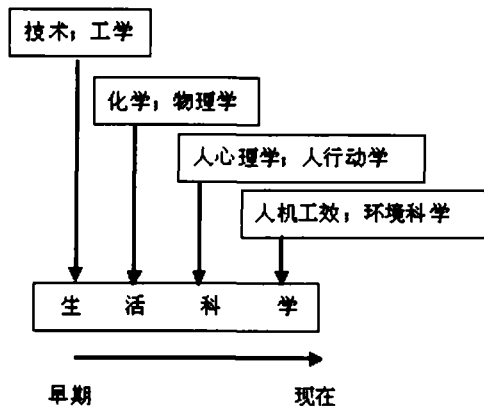 技术；工学
化学；物理学
人心理学；人行动学
人机工效；环境科学
生 活 科 学
早期 现在